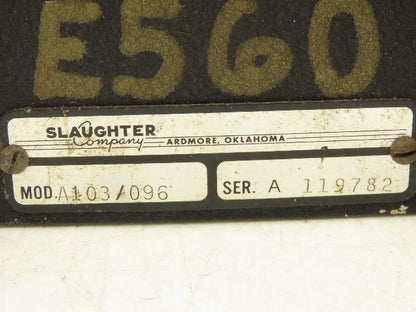 E560
SLAUGHTER
Company ARDMORE, OKLAHOMA
MOD. A103/096 SER. A 119782